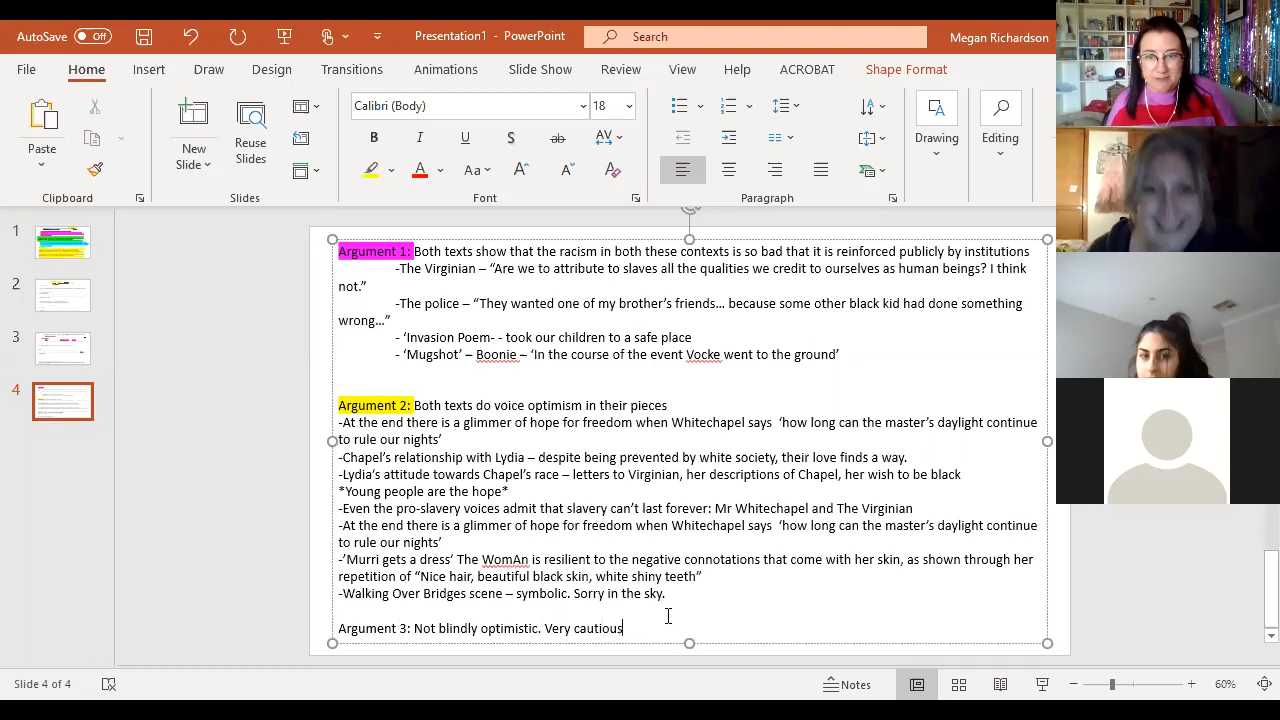 AutoSave Off Presentation1 - PowerPoint Search Megan Richardson
File Home Insert Draw Design Transitions Animations Slide Show Review View Help ACROBAT Shape Format
Paste
New Slide
Reuse Slides
Calibri (Body) 18
B I U S ab AV
A Aa A A A
Drawing
Editing
Clipboard Slides Font Paragraph
1
2
3
4
Argument 1: Both texts show that the racism in both these contexts is so bad that it is reinforced publicly by institutions
-The Virginian – “Are we to attribute to slaves all the qualities we credit to ourselves as human beings? I think
not.”
-The police – “They wanted one of my brother’s friends… because some other black kid had done something
wrong…”
- ‘Invasion Poem- - took our children to a safe place
- ‘Mugshot’ – Boonie – ‘In the course of the event Vocke went to the ground’
Argument 2: Both texts do voice optimism in their pieces
-At the end there is a glimmer of hope for freedom when Whitechapel says ‘how long can the master’s daylight continue
to rule our nights’
-Chapel’s relationship with Lydia – despite being prevented by white society, their love finds a way.
-Lydia’s attitude towards Chapel’s race – letters to Virginian, her descriptions of Chapel, her wish to be black
*Young people are the hope*
-Even the pro-slavery voices admit that slavery can’t last forever: Mr Whitechapel and The Virginian
-At the end there is a glimmer of hope for freedom when Whitechapel says ‘how long can the master’s daylight continue
to rule our nights’
-’Murri gets a dress’ The WomAn is resilient to the negative connotations that come with her skin, as shown through her
repetition of “Nice hair, beautiful black skin, white shiny teeth”
-Walking Over Bridges scene – symbolic. Sorry in the sky.
Argument 3: Not blindly optimistic. Very cautious
Slide 4 of 4 Notes 60%